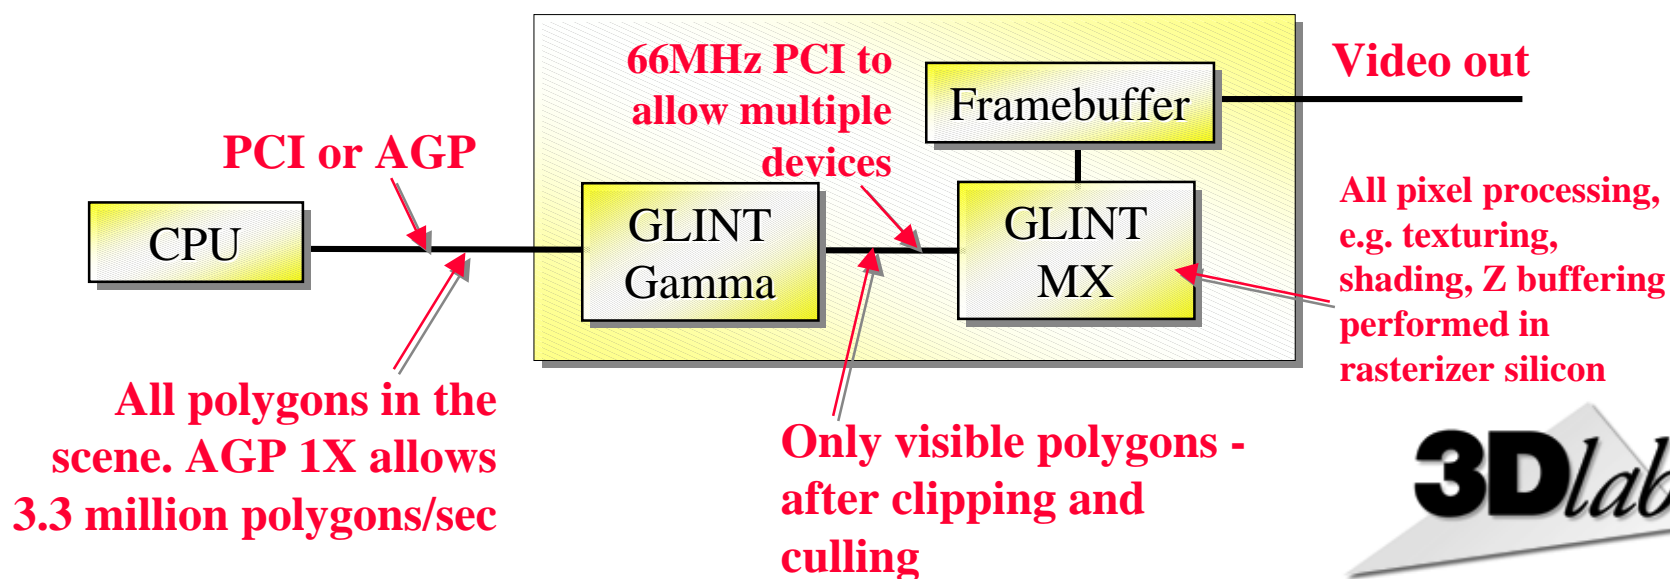 66MHz PCI to
allow multiple
devices
Video out
Framebuffer
PCI or AGP
CPU
GLINT
Gamma
GLINT
MX
All pixel processing,
e.g. texturing,
shading, Z buffering
performed in
rasterizer silicon
All polygons in the
scene. AGP 1X allows
3.3 million polygons/sec
Only visible polygons -
after clipping and
culling
3Dlab